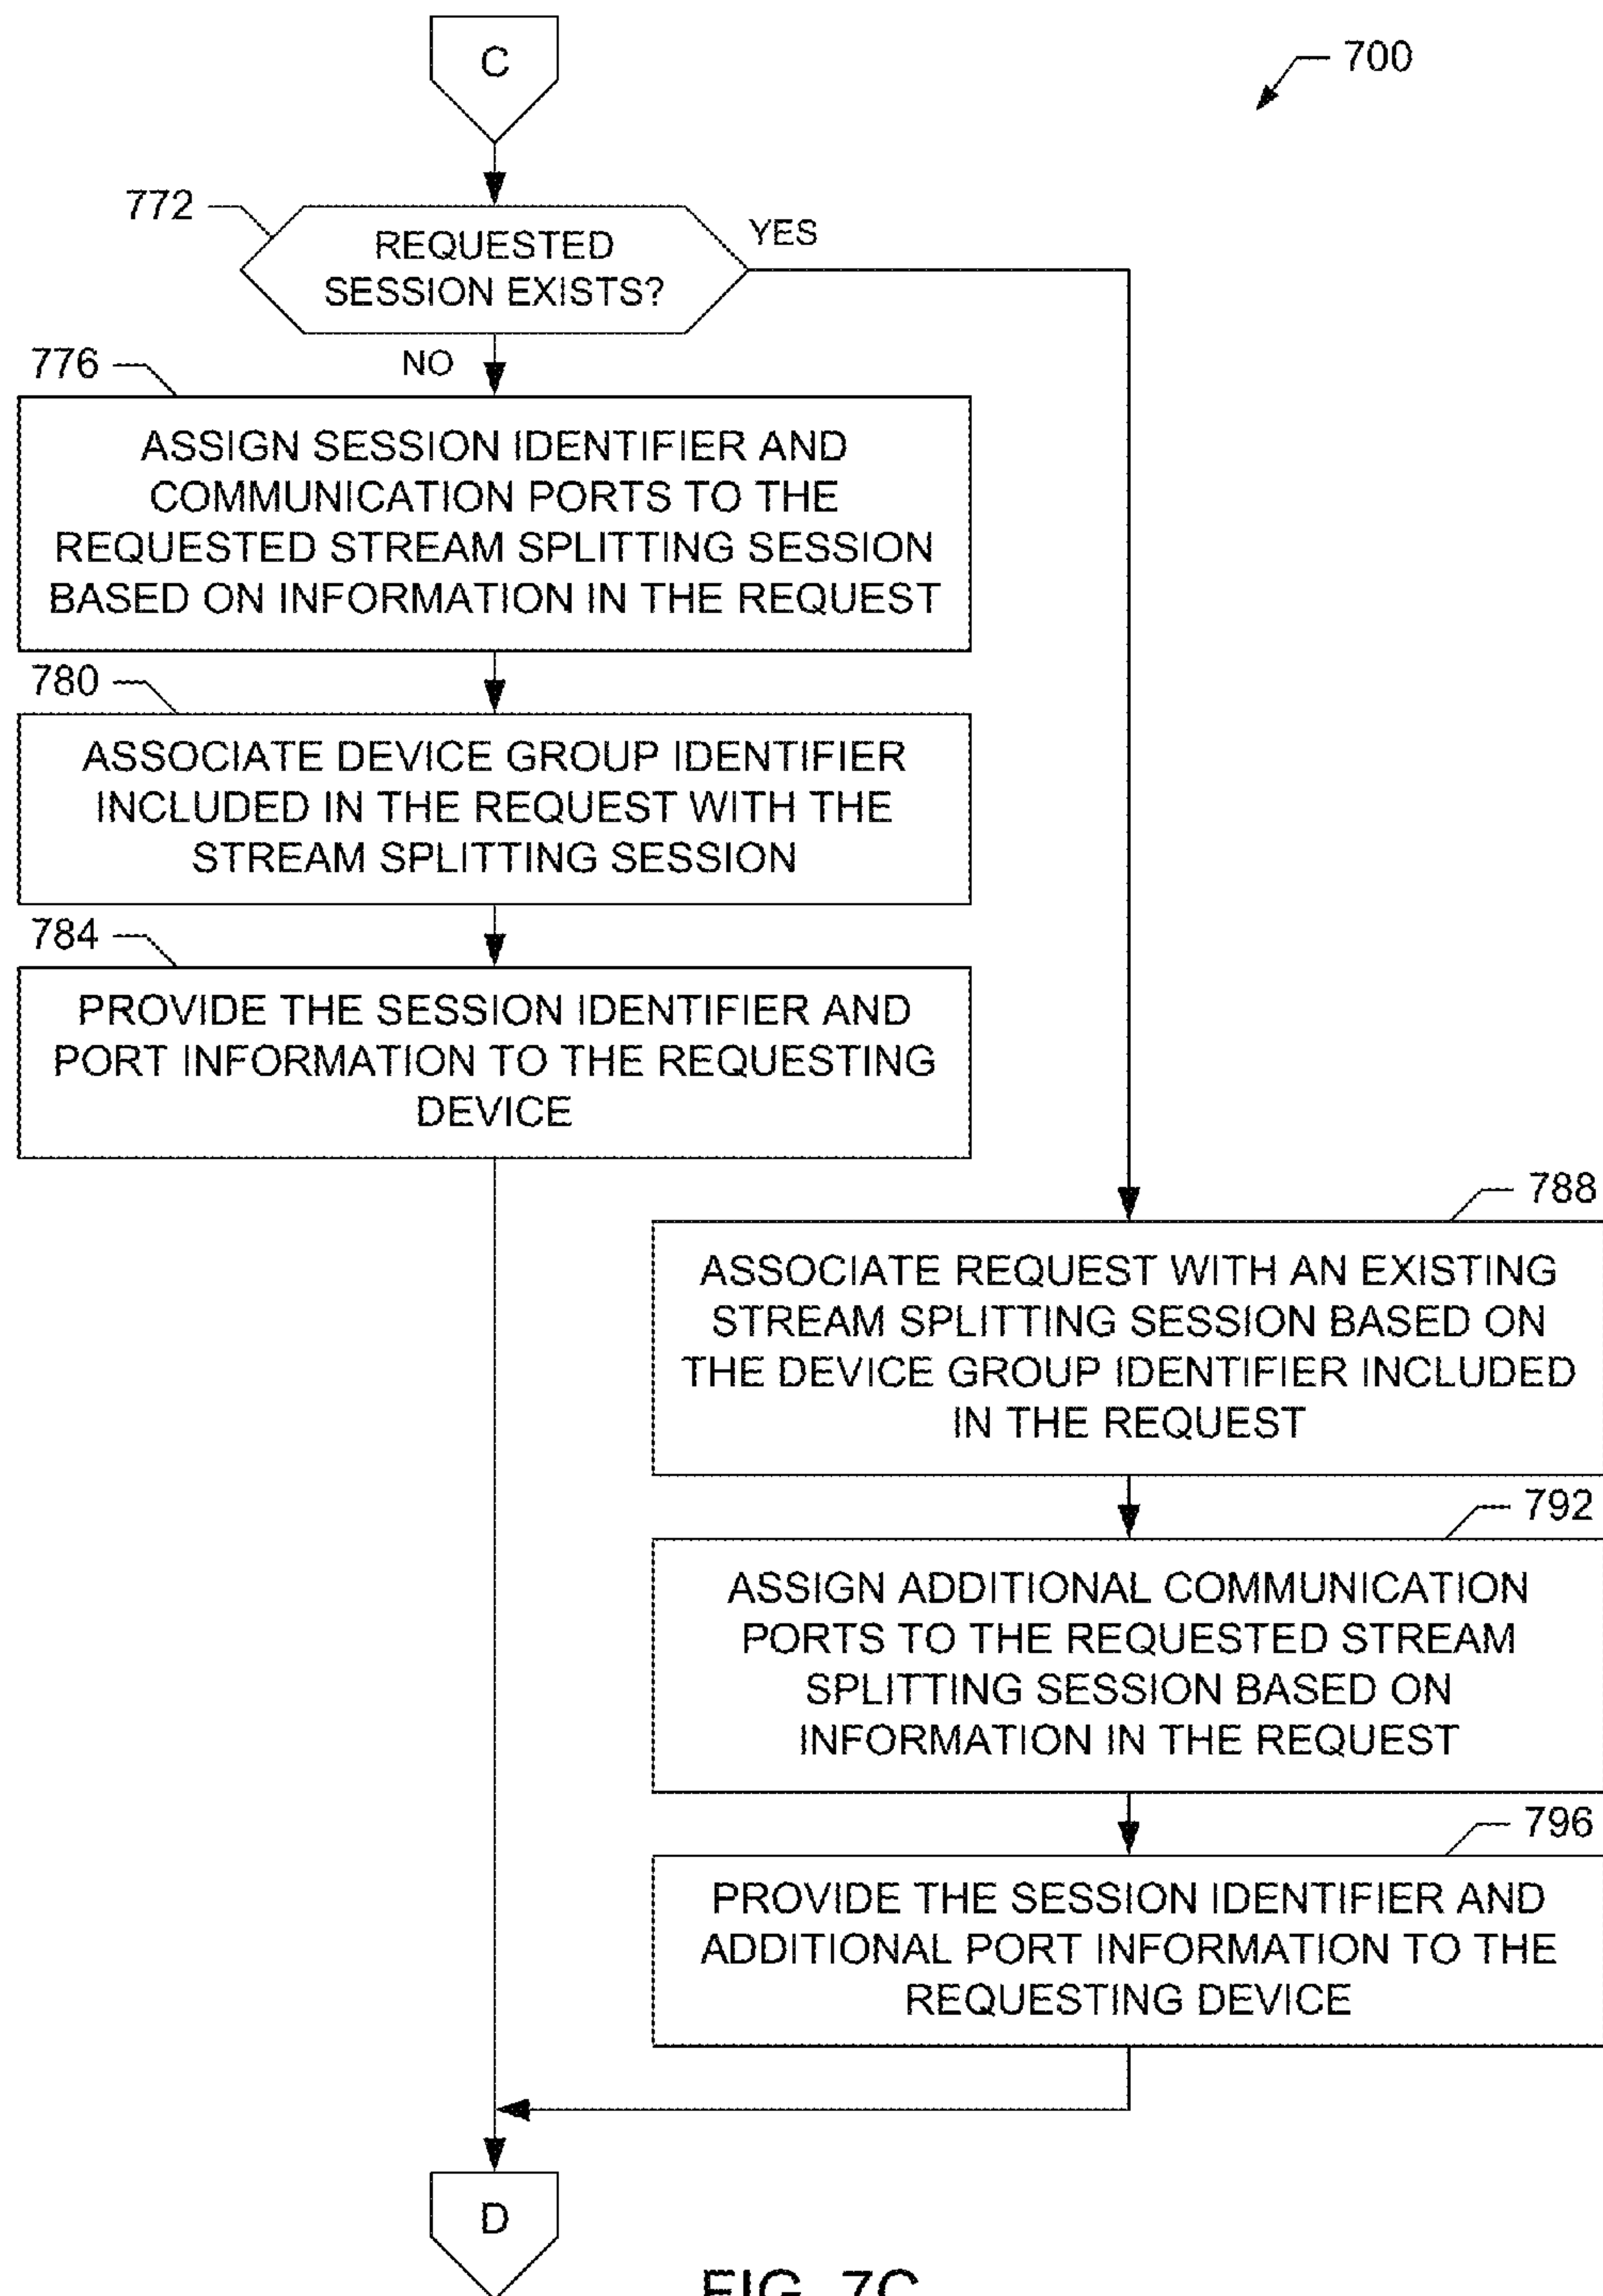 C
700
772
REQUESTED
SESSION EXISTS?
YES
NO
776
ASSIGN SESSION IDENTIFIER AND
COMMUNICATION PORTS TO THE
REQUESTED STREAM SPLITTING SESSION
BASED ON INFORMATION IN THE REQUEST
780
ASSOCIATE DEVICE GROUP IDENTIFIER
INCLUDED IN THE REQUEST WITH THE
STREAM SPLITTING SESSION
784
PROVIDE THE SESSION IDENTIFIER AND
PORT INFORMATION TO THE REQUESTING
DEVICE
788
ASSOCIATE REQUEST WITH AN EXISTING
STREAM SPLITTING SESSION BASED ON
THE DEVICE GROUP IDENTIFIER INCLUDED
IN THE REQUEST
792
ASSIGN ADDITIONAL COMMUNICATION
PORTS TO THE REQUESTED STREAM
SPLITTING SESSION BASED ON
INFORMATION IN THE REQUEST
796
PROVIDE THE SESSION IDENTIFIER AND
ADDITIONAL PORT INFORMATION TO THE
REQUESTING DEVICE
D
FIG. 7C